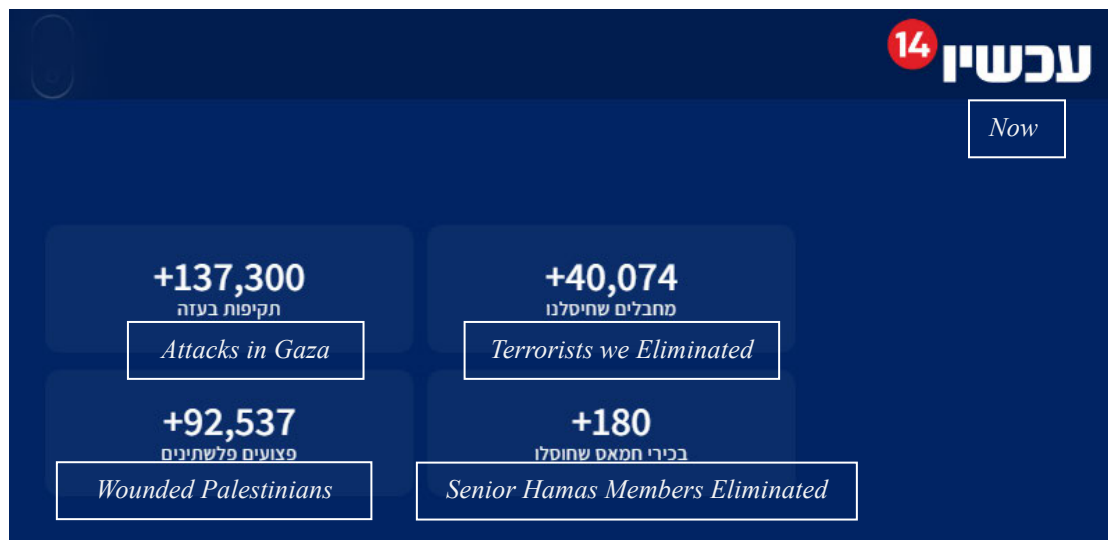 עכשיו 14
Now
+40,074
מחבלים שחיסלנו
Terrorists we Eliminated
+137,300
תקיפות בעזה
Attacks in Gaza
+180
בכירי חמאס שחוסלו
Senior Hamas Members Eliminated
+92,537
פצועים פלשתינים
Wounded Palestinians